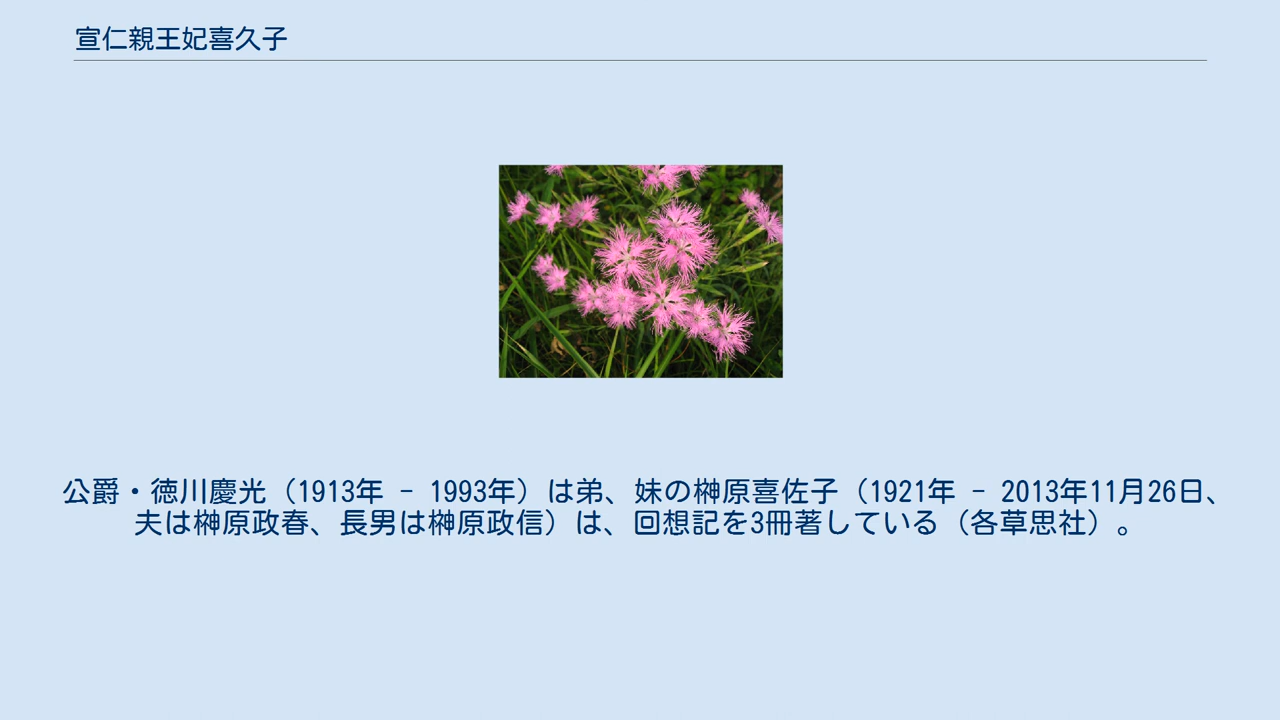 宣仁親王妃喜久子
公爵・徳川慶光（1913年 - 1993年）は弟、妹の榊原喜佐子（1921年 - 2013年11月26日、
夫は榊原政春、長男は榊原政信）は、回想記を3冊著している（各草思社）。